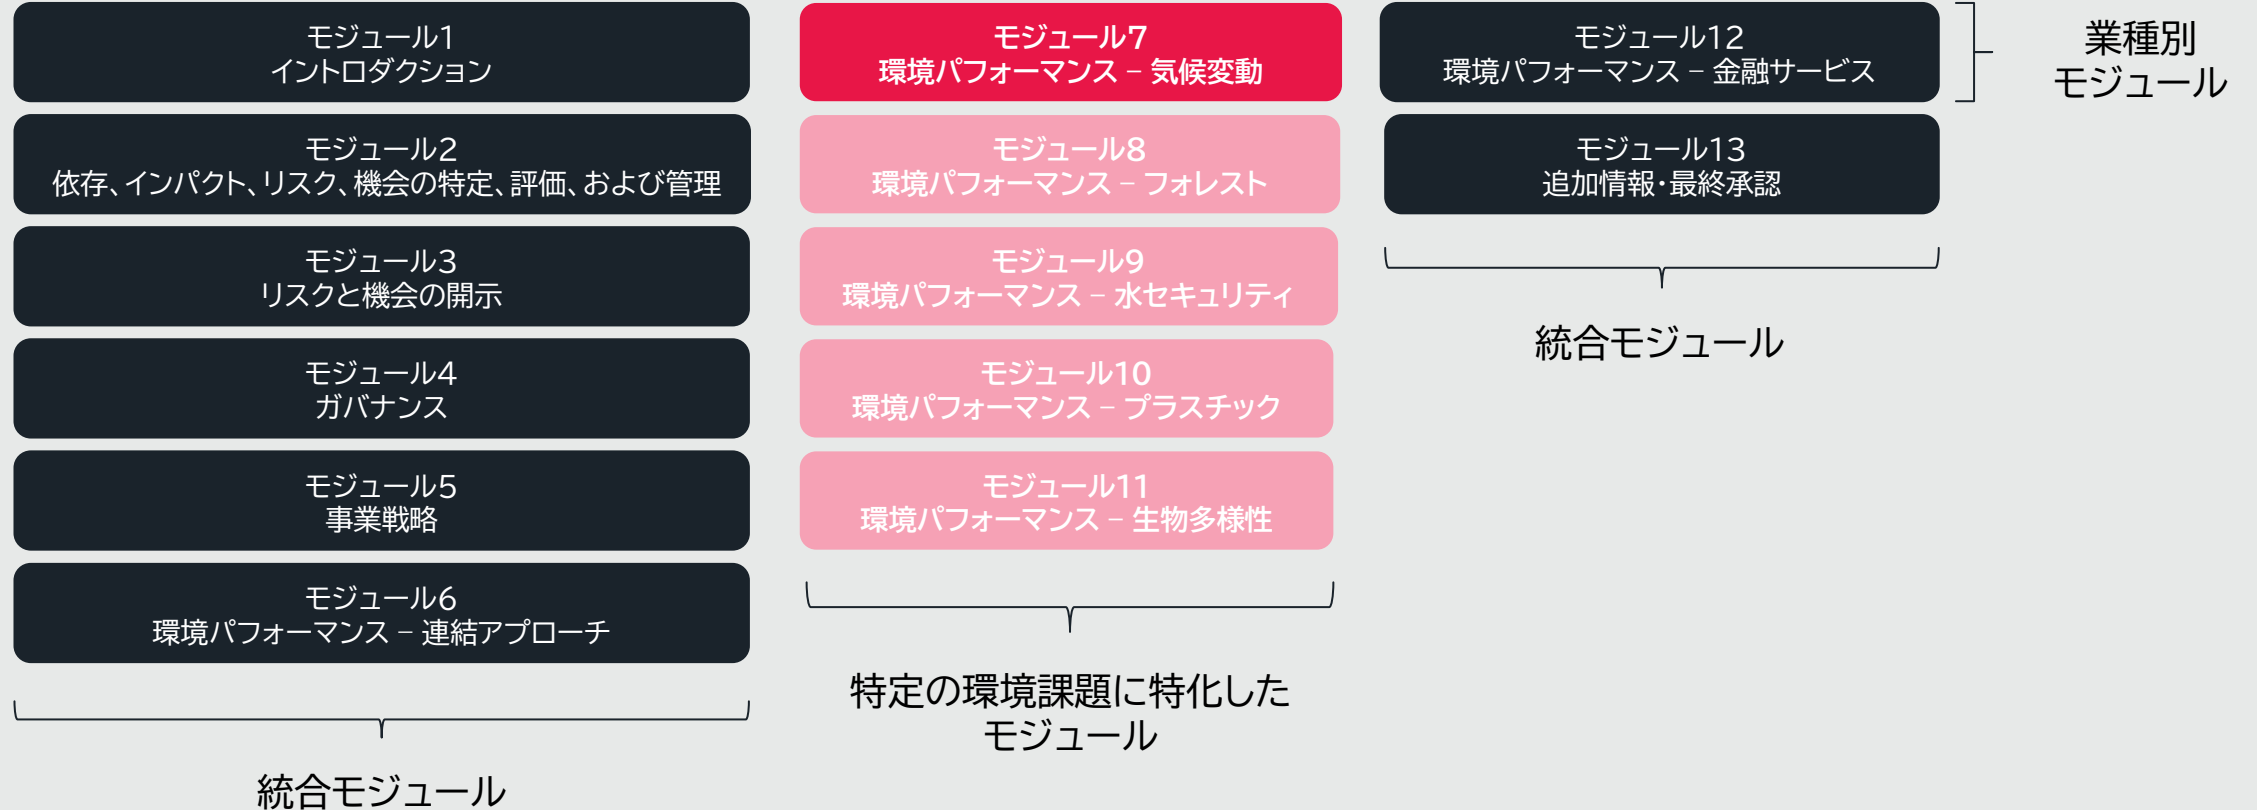 モジュール1
イントロダクション
モジュール2
依存、インパクト、リスク、機会の特定、評価、および管理
モジュール3
リスクと機会の開示
モジュール4
ガバナンス
モジュール5
事業戦略
モジュール6
環境パフォーマンス – 連結アプローチ
統合モジュール
モジュール7
環境パフォーマンス – 気候変動
モジュール8
環境パフォーマンス – フォレスト
モジュール9
環境パフォーマンス – 水セキュリティ
モジュール10
環境パフォーマンス – プラスチック
モジュール11
環境パフォーマンス – 生物多様性
特定の環境課題に特化した
モジュール
モジュール12
環境パフォーマンス – 金融サービス
モジュール13
追加情報・最終承認
統合モジュール
業種別
モジュール